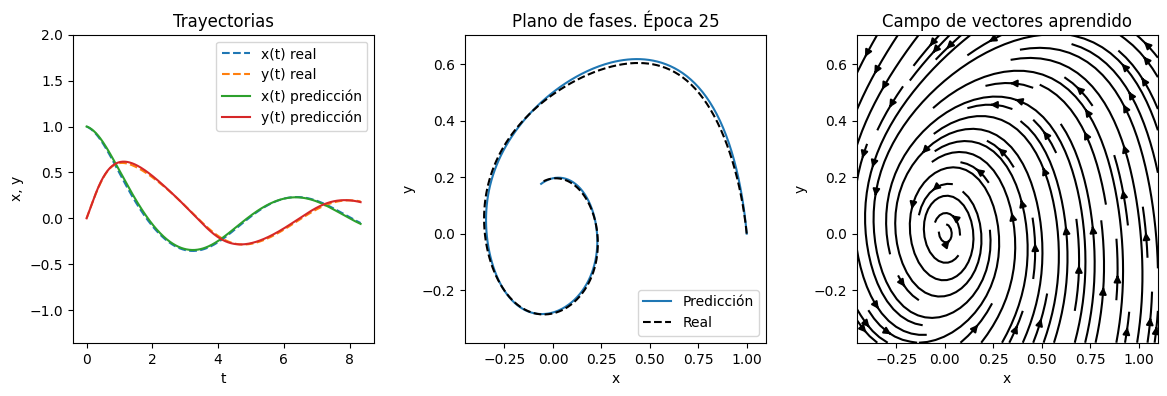 Trayectorias
2.0
1.5
1.0
0.5
0.0
−0.5
−1.0
x, y
0 2 4 6 8
t
x(t) real
y(t) real
x(t) predicción
y(t) predicción
Plano de fases. Época 25
0.6
0.4
0.2
0.0
−0.2
y
−0.25 0.00 0.25 0.50 0.75 1.00
x
Predicción
Real
Campo de vectores aprendido
0.6
0.4
0.2
0.0
−0.2
y
−0.25 0.00 0.25 0.50 0.75 1.00
x